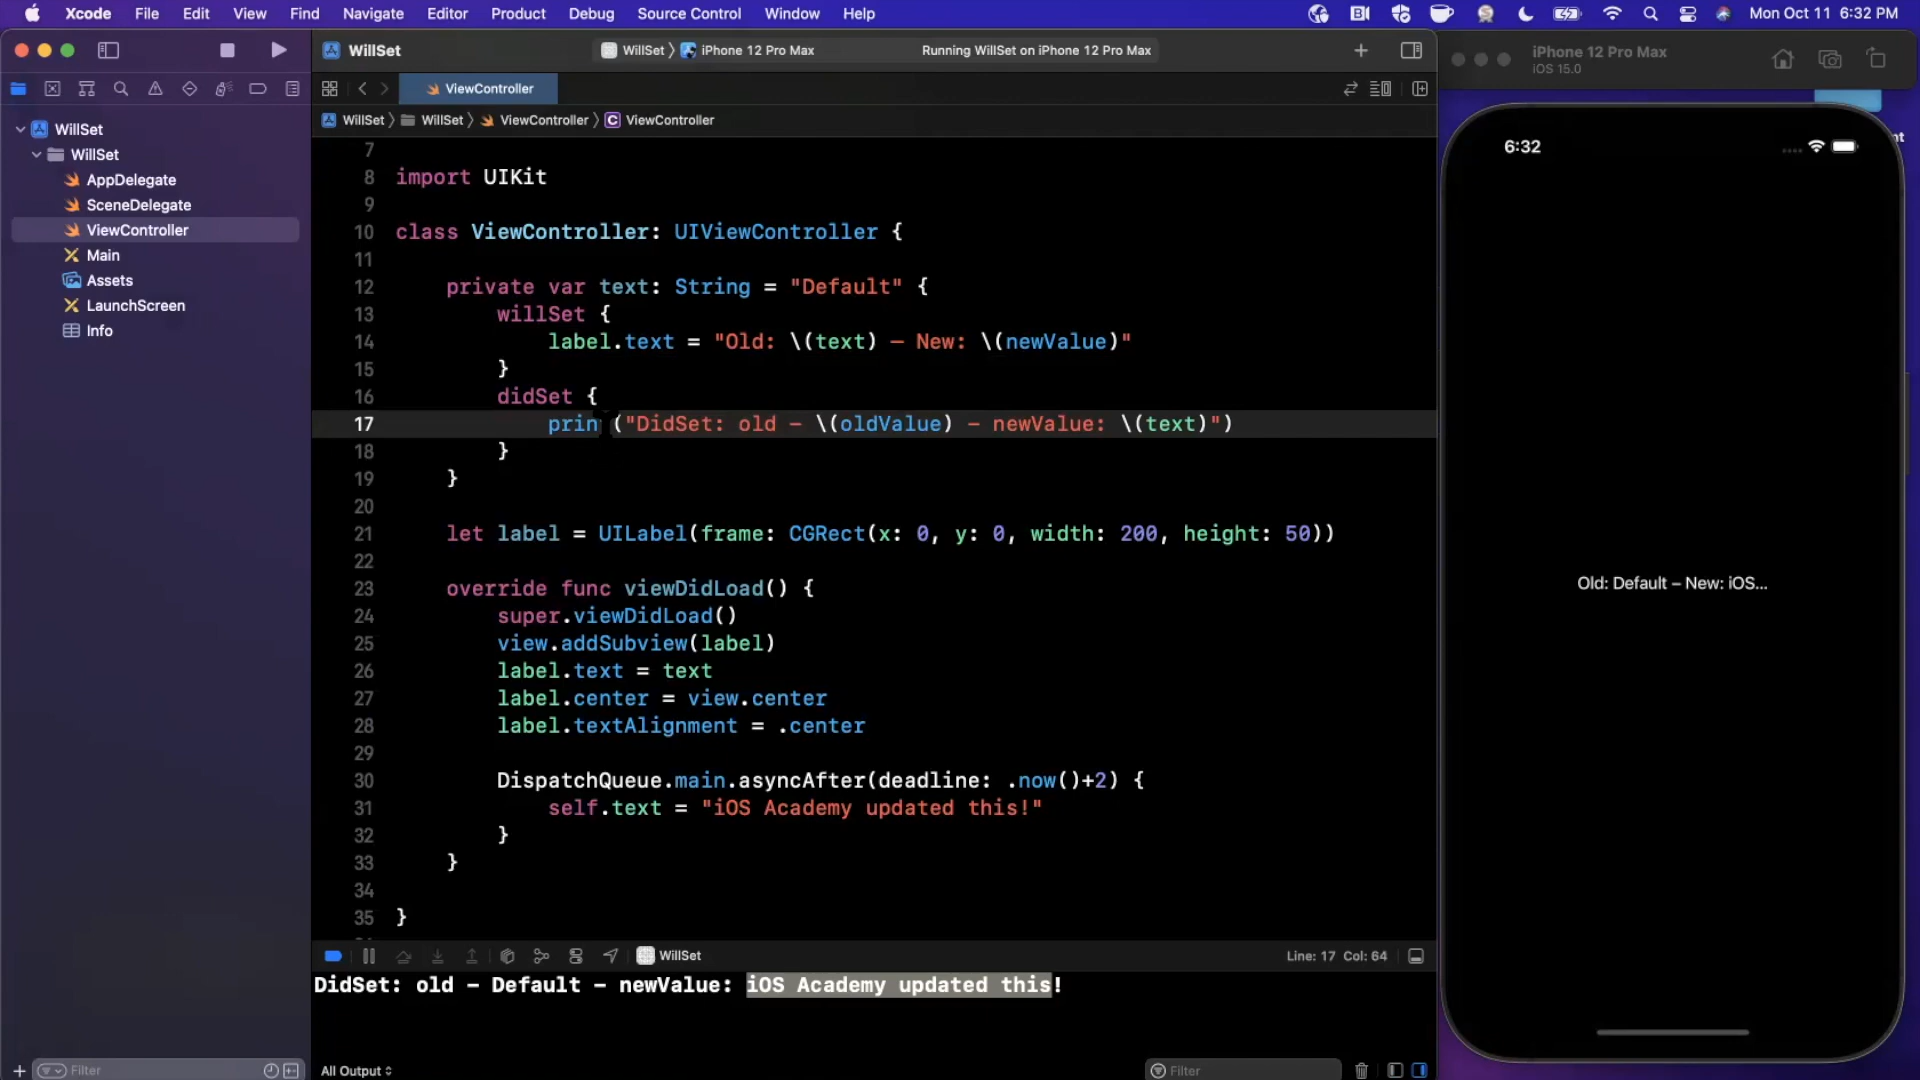 Xcode File Edit View Find Navigate Editor Product Debug Source Control Window Help Mon Oct 11 6:32 PM
WillSet
WillSet iPhone 12 Pro Max Running WillSet on iPhone 12 Pro Max
iPhone 12 Pro Max
iOS 15.0
ViewController
WillSet WillSet ViewController C ViewController
WillSet
WillSet
AppDelegate
SceneDelegate
ViewController
Main
Assets
LaunchScreen
Info
7
8 import UIKit
9
10 class ViewController: UIViewController {
11
12 private var text: String = "Default" {
13 willSet {
14 label.text = "Old: \(text) – New: \(newValue)"
15 }
16 didSet {
17 prin ("DidSet: old – \(oldValue) – newValue: \(text)")
18 }
19 }
20
21 let label = UILabel(frame: CGRect(x: 0, y: 0, width: 200, height: 50))
22
23 override func viewDidLoad() {
24 super.viewDidLoad()
25 view.addSubview(label)
26 label.text = text
27 label.center = view.center
28 label.textAlignment = .center
29
30 DispatchQueue.main.asyncAfter(deadline: .now()+2) {
31 self.text = "iOS Academy updated this!"
32 }
33 }
34
35 }
WillSet Line: 17 Col: 64
DidSet: old – Default – newValue: iOS Academy updated this!
Filter
All Output
Filter
6:32
nt
Old: Default – New: iOS...